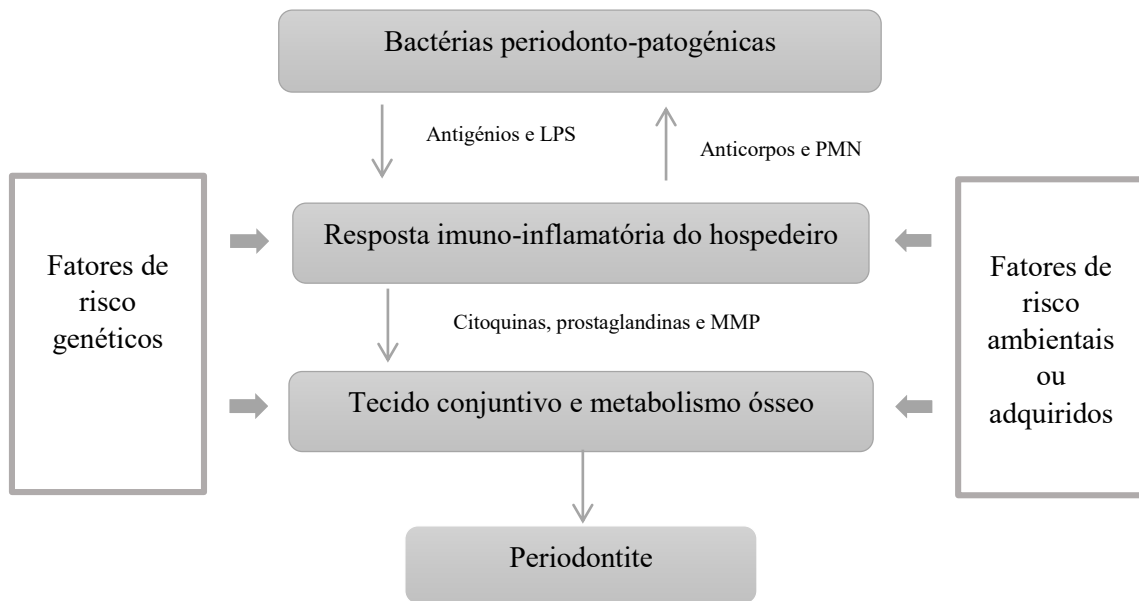 Bactérias periodonto-patogénicas
Antigénios e LPS
Anticorpos e PMN
Resposta imuno-inflamatória do hospedeiro
Fatores de
risco
genéticos
Fatores de
risco
ambientais
ou
adquiridos
Citoquinas, prostaglandinas e MMP
Tecido conjuntivo e metabolismo ósseo
Periodontite